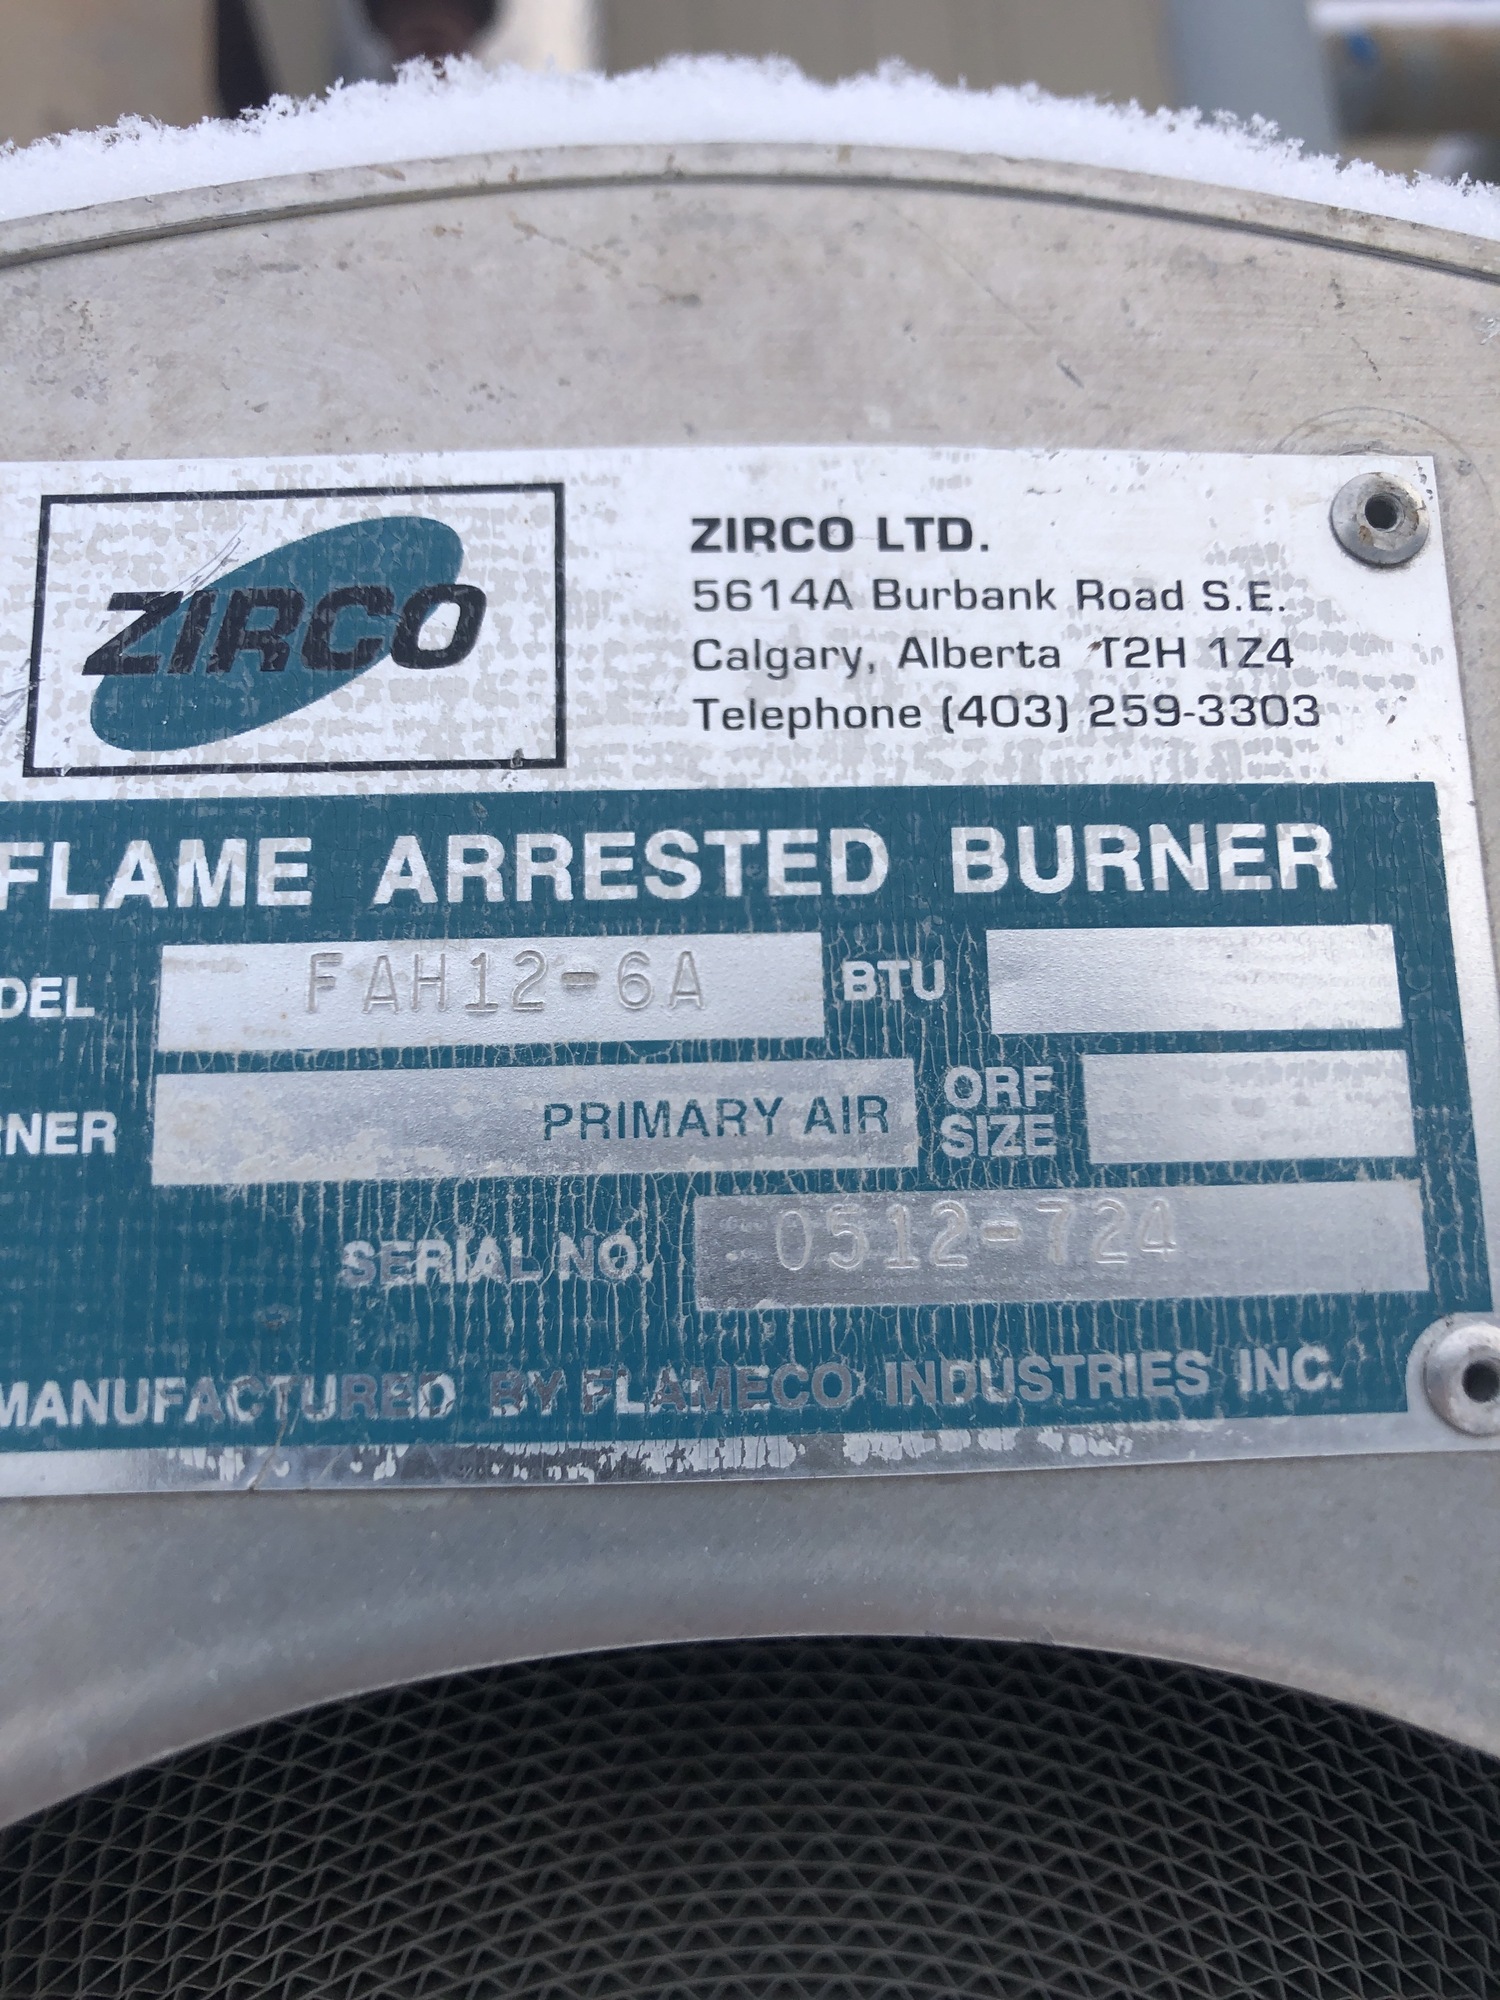 ZIRCO
ZIRCO LTD.
5614A Burbank Road S.E.
Calgary, Alberta T2H 1Z4
Telephone (403) 259-3303
FLAME ARRESTED BURNER
DEL FAH12-6A BTU
RNER PRIMARY AIR ORF SIZE
SERIAL NO. 0512-724
MANUFACTURED BY FLAMECO INDUSTRIES INC.